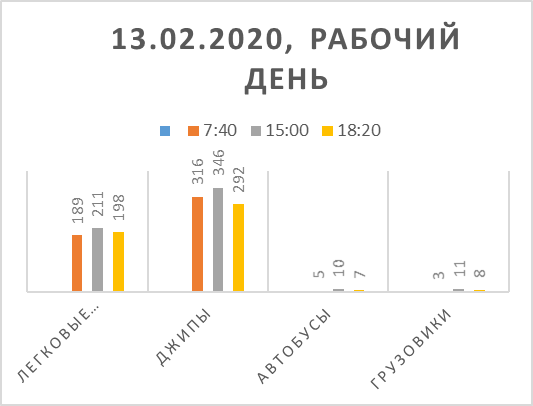 13.02.2020, РАБОЧИЙ
ДЕНЬ
7:40 15:00 18:20
189 211 198 316 346 292 5 10 7 3 11 8
ЛЕГКОВЫЕ...
ДЖИПЫ
АВТОБУСЫ
ГРУЗОВИКИ